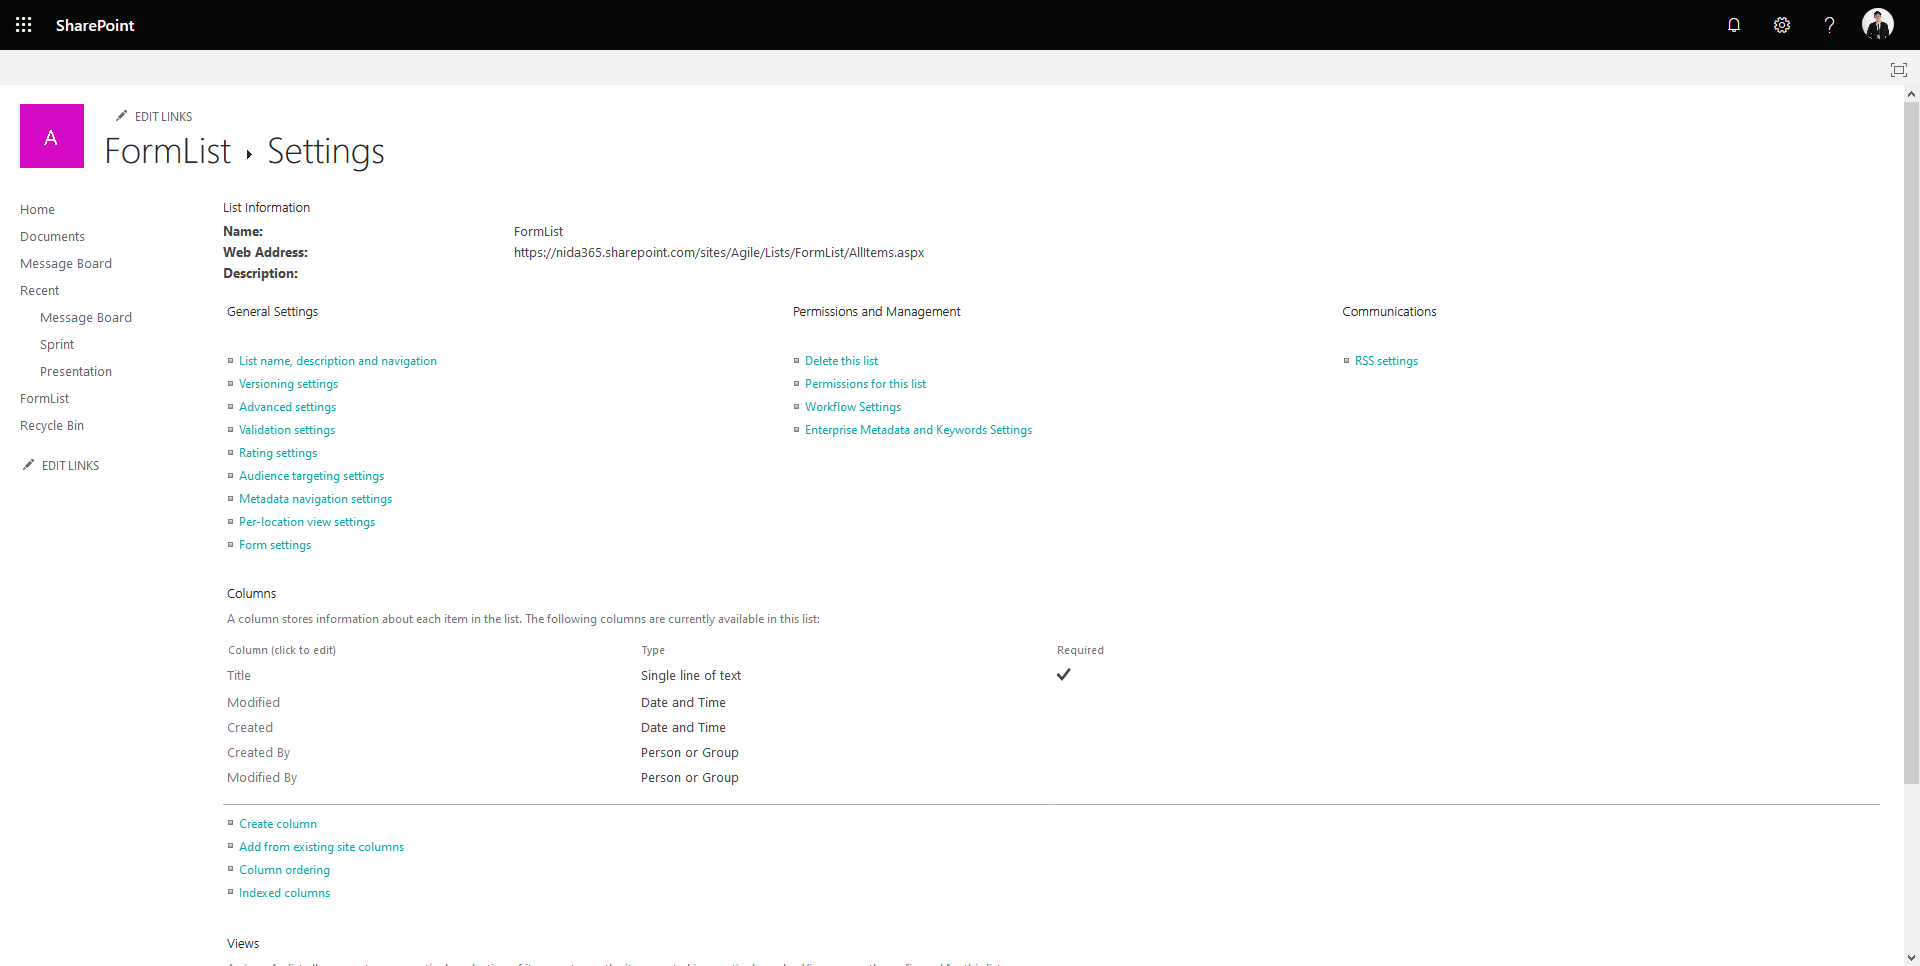 SharePoint
EDIT LINKS
A
FormList ▸ Settings
Home
Documents
Message Board
Recent
Message Board
Sprint
Presentation
FormList
Recycle Bin
EDIT LINKS
List Information
Name: FormList
Web Address: https://nida365.sharepoint.com/sites/Agile/Lists/FormList/AllItems.aspx
Description:
General Settings
List name, description and navigation
Versioning settings
Advanced settings
Validation settings
Rating settings
Audience targeting settings
Metadata navigation settings
Per-location view settings
Form settings
Permissions and Management
Delete this list
Permissions for this list
Workflow Settings
Enterprise Metadata and Keywords Settings
Communications
RSS settings
Columns
A column stores information about each item in the list. The following columns are currently available in this list:
Column (click to edit) Type Required
Title Single line of text ✓
Modified Date and Time
Created Date and Time
Created By Person or Group
Modified By Person or Group
Create column
Add from existing site columns
Column ordering
Indexed columns
Views